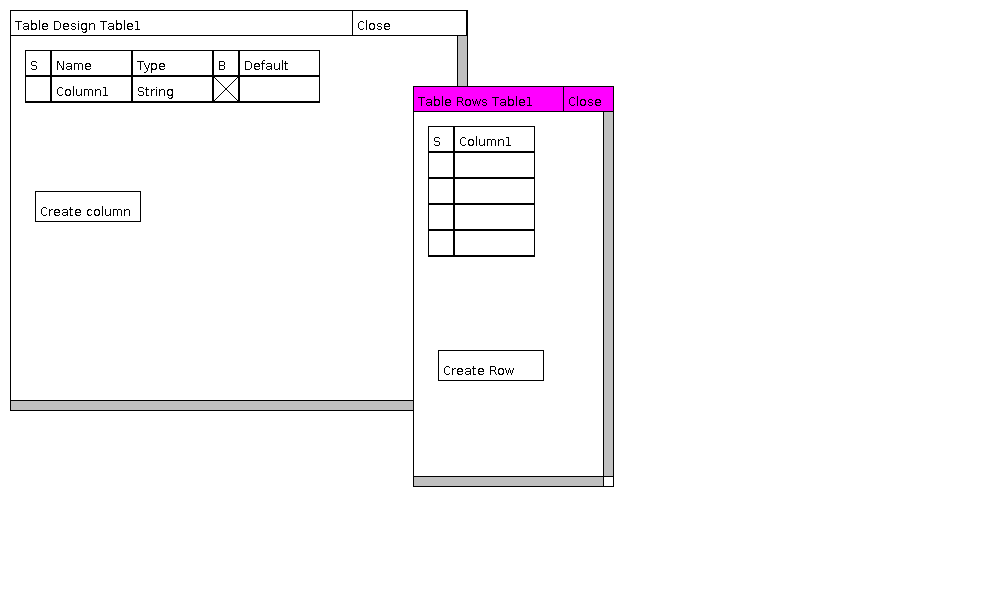 Table Design Table1 Close
S Name Type B Default
Column1 String
Create column
Table Rows Table1 Close
S Column1
Create Row